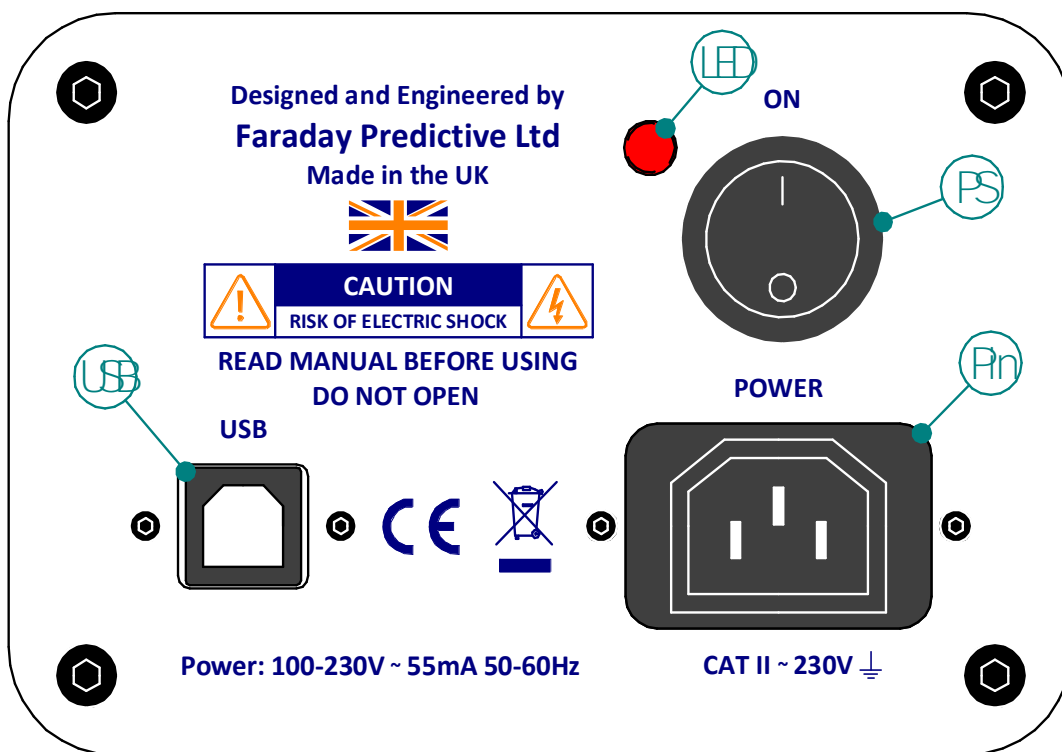 LED
Designed and Engineered by
ON
Faraday Predictive Ltd
Made in the UK
PS
CAUTION
RISK OF ELECTRIC SHOCK
READ MANUAL BEFORE USING
DO NOT OPEN
USB
Pin
POWER
USB
CE
Power: 100-230V ~ 55mA 50-60Hz
CAT II ~ 230V ⏚